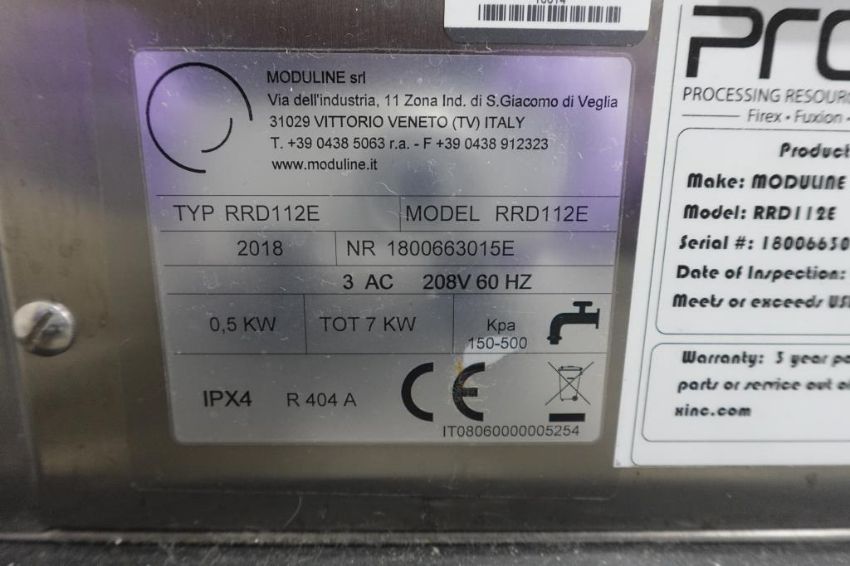 10014
MODULINE srl
Via dell'industria, 11 Zona Ind. di S.Giacomo di Veglia
31029 VITTORIO VENETO (TV) ITALY
T. +39 0438 5063 r.a. - F +39 0438 912323
www.moduline.it
TYP RRD112E MODEL RRD112E
2018 NR 1800663015E
3 AC 208V 60 HZ
0,5 KW TOT 7 KW Kpa
150-500
IPX4 R 404 A CE
IT08060000005254
PRO
PROCESSING RESOUR
Firex • Fuxion •
Product
Make: MODULINE
Model: RRD112E
Serial #: 18006630
Date of Inspection:
Meets or exceeds
Warranty: 3 year
parts or service out
xinc.com